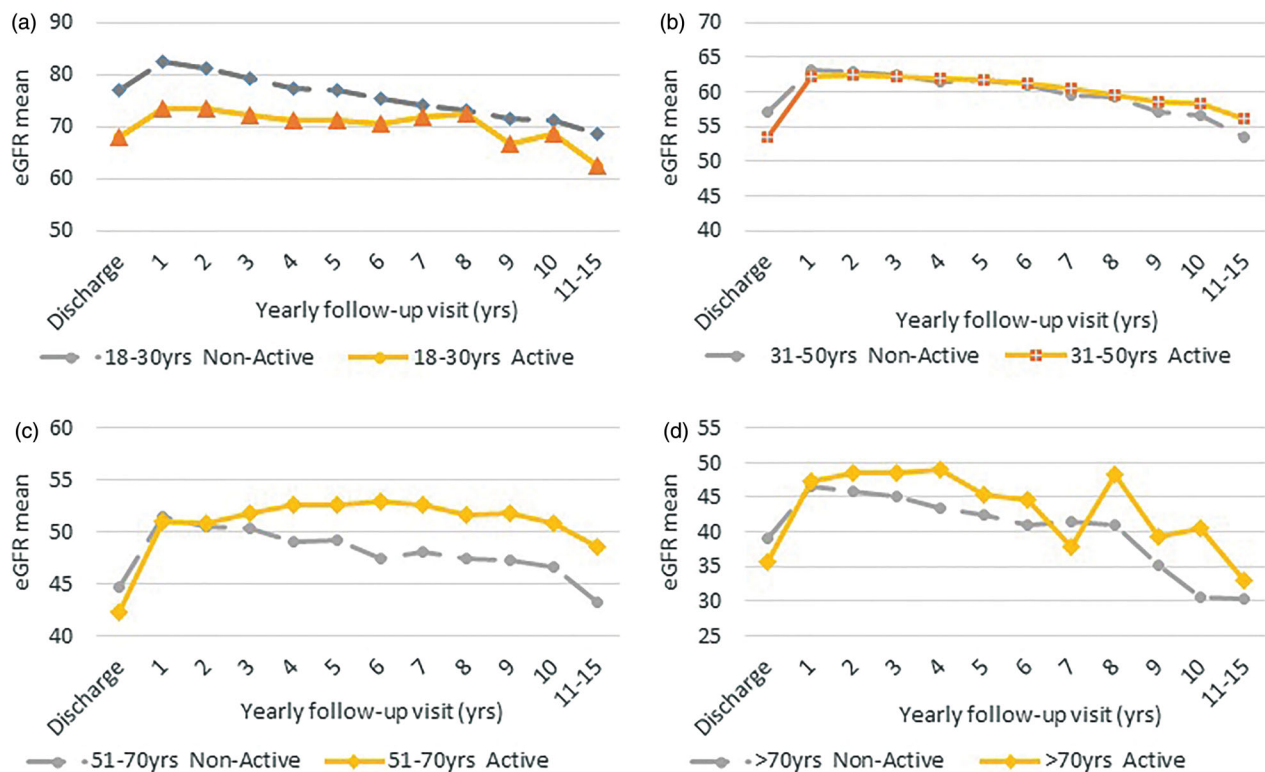 (a)
90
80
70
60
50
eGFR mean
Discharge 1 2 3 4 5 6 7 8 9 10 11-15
Yearly follow-up visit (yrs)
18-30yrs Non-Active 18-30yrs Active
(b)
70
65
60
55
50
45
40
eGFR mean
Discharge 1 2 3 4 5 6 7 8 9 10 11-15
Yearly follow-up visit (yrs)
31-50yrs Non-Active 31-50yrs Active
(c)
60
55
50
45
40
eGFR mean
Discharge 1 2 3 4 5 6 7 8 9 10 11-15
Yearly follow-up visit (yrs)
51-70yrs Non-Active 51-70yrs Active
(d)
55
50
45
40
35
30
25
eGFR mean
Discharge 1 2 3 4 5 6 7 8 9 10 11-15
Yearly follow-up visit (yrs)
>70yrs Non-Active >70yrs Active